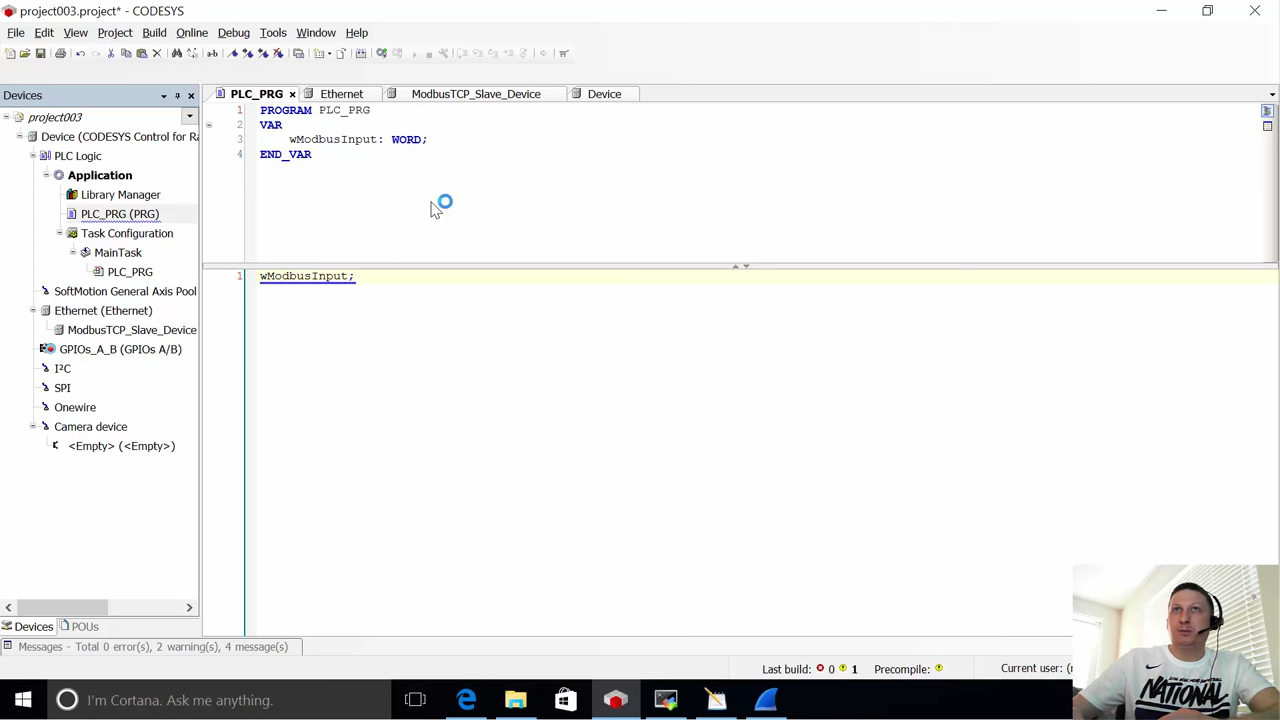 project003.project* - CODESYS
File Edit View Project Build Online Debug Tools Window Help
Devices
project003
Device (CODESYS Control for Ra
PLC Logic
Application
Library Manager
PLC_PRG (PRG)
Task Configuration
MainTask
PLC_PRG
SoftMotion General Axis Pool
Ethernet (Ethernet)
ModbusTCP_Slave_Device
GPIOs_A_B (GPIOs A/B)
I²C
SPI
Onewire
Camera device
<Empty> (<Empty>)
Devices POUs
PLC_PRG Ethernet ModbusTCP_Slave_Device Device
1 PROGRAM PLC_PRG
2 VAR
3 wModbusInput: WORD;
4 END_VAR
1 wModbusInput;
Messages - Total 0 error(s), 2 warning(s), 4 message(s)
Last build: 0 1 Precompile: Current user: (n
I'm Cortana. Ask me anything.
NATIONAL